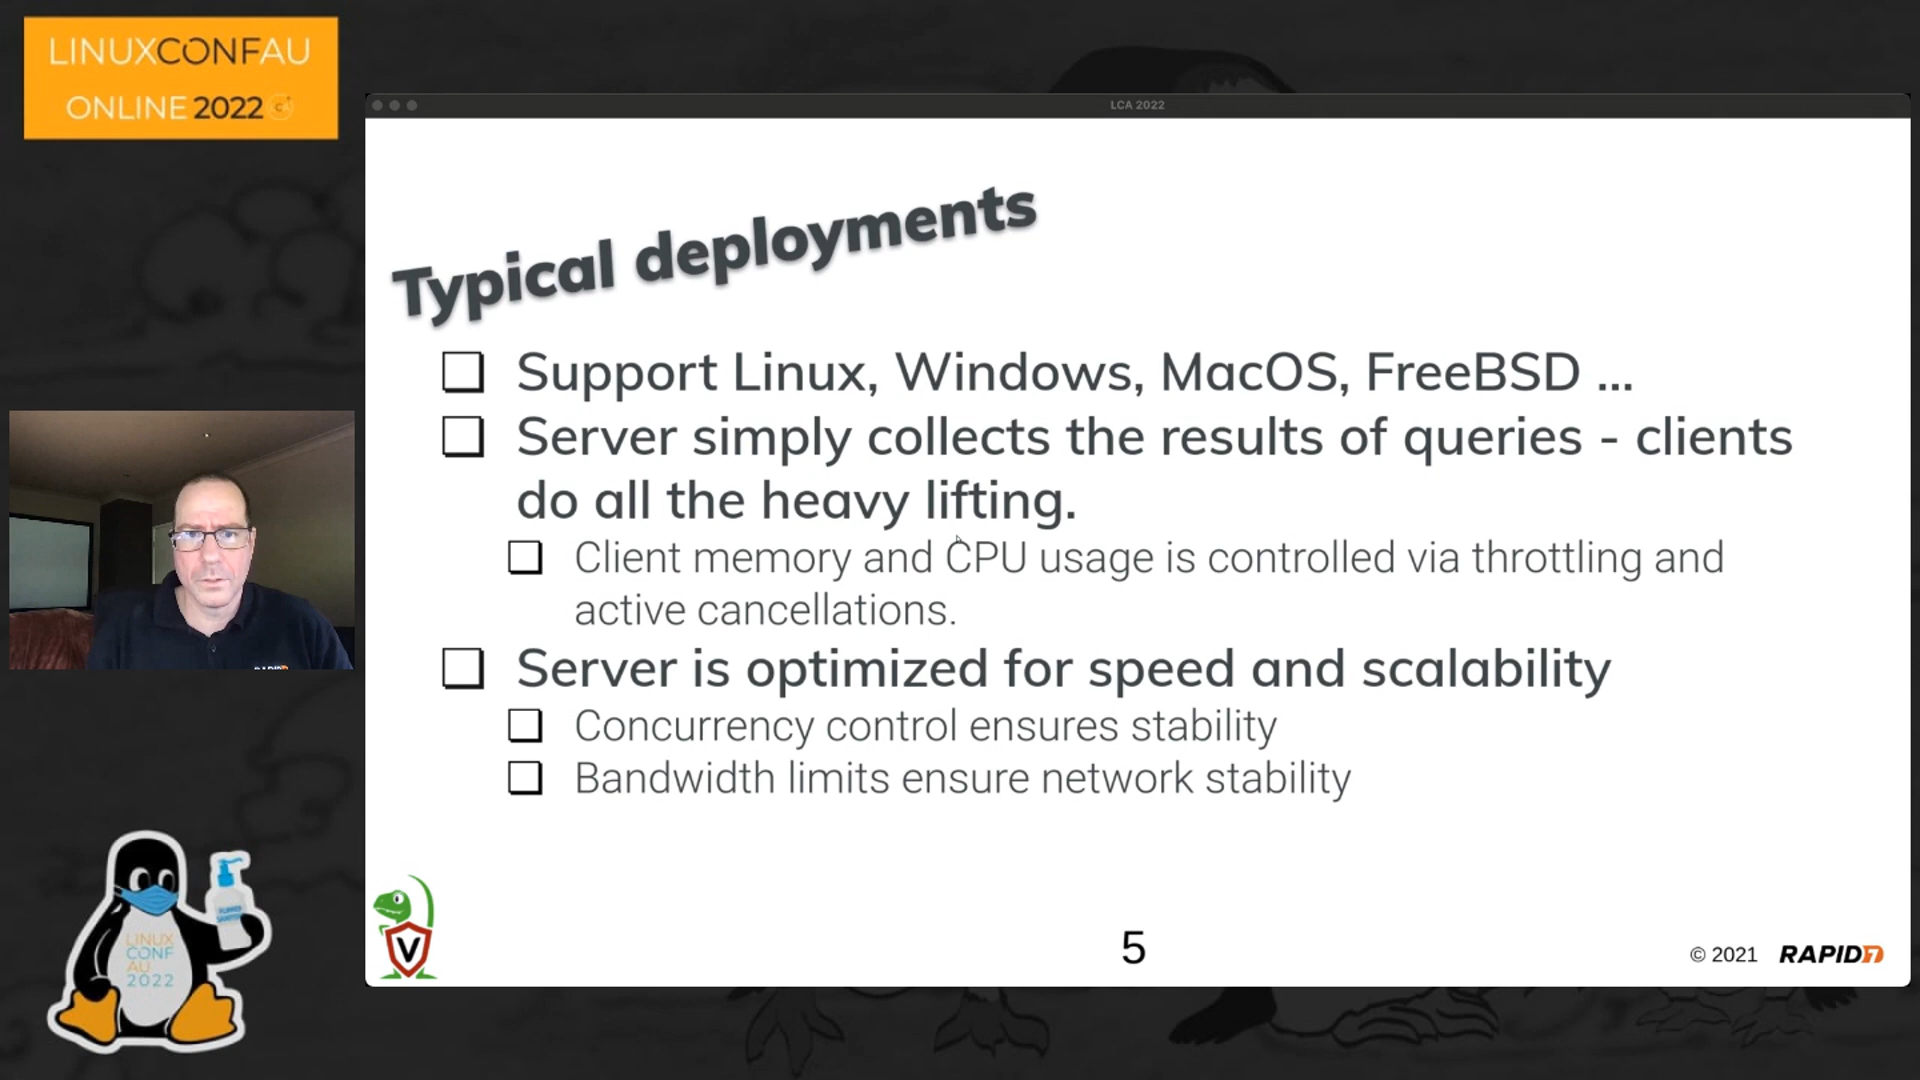 LINUXCONFAU
ONLINE 2022
LCA 2022
Typical deployments
Support Linux, Windows, MacOS, FreeBSD ...
Server simply collects the results of queries - clients
do all the heavy lifting.
Client memory and CPU usage is controlled via throttling and
active cancellations.
Server is optimized for speed and scalability
Concurrency control ensures stability
Bandwidth limits ensure network stability
LINUX
CONF
AU
2022
V
5
© 2021 RAPID7